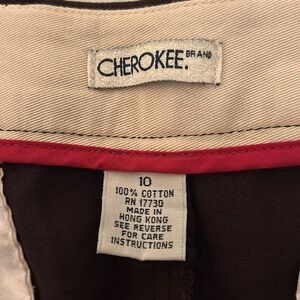 CHEROKEE. BRAND
10
100% COTTON
RN 17730
MADE IN
HONG KONG
SEE REVERSE
FOR CARE
INSTRUCTIONS